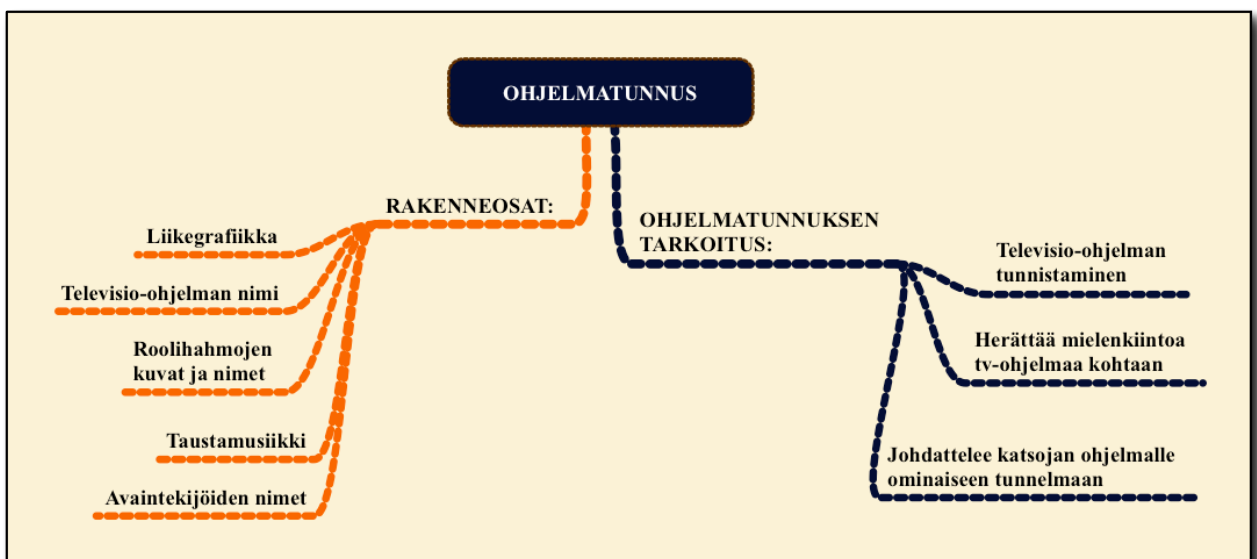 OHJELMATUNNUS
RAKENNEOSAT:
Liikegrafiikka
Televisio-ohjelman nimi
Roolihahmojen
kuvat ja nimet
Taustamusiikki
Avaintekijöiden nimet
OHJELMATUNNUKSEN
TARKOITUS:
Televisio-ohjelman
tunnistaminen
Herättää mielenkiintoa
tv-ohjelmaa kohtaan
Johdattelee katsojan ohjelmalle
ominaiseen tunnelmaan